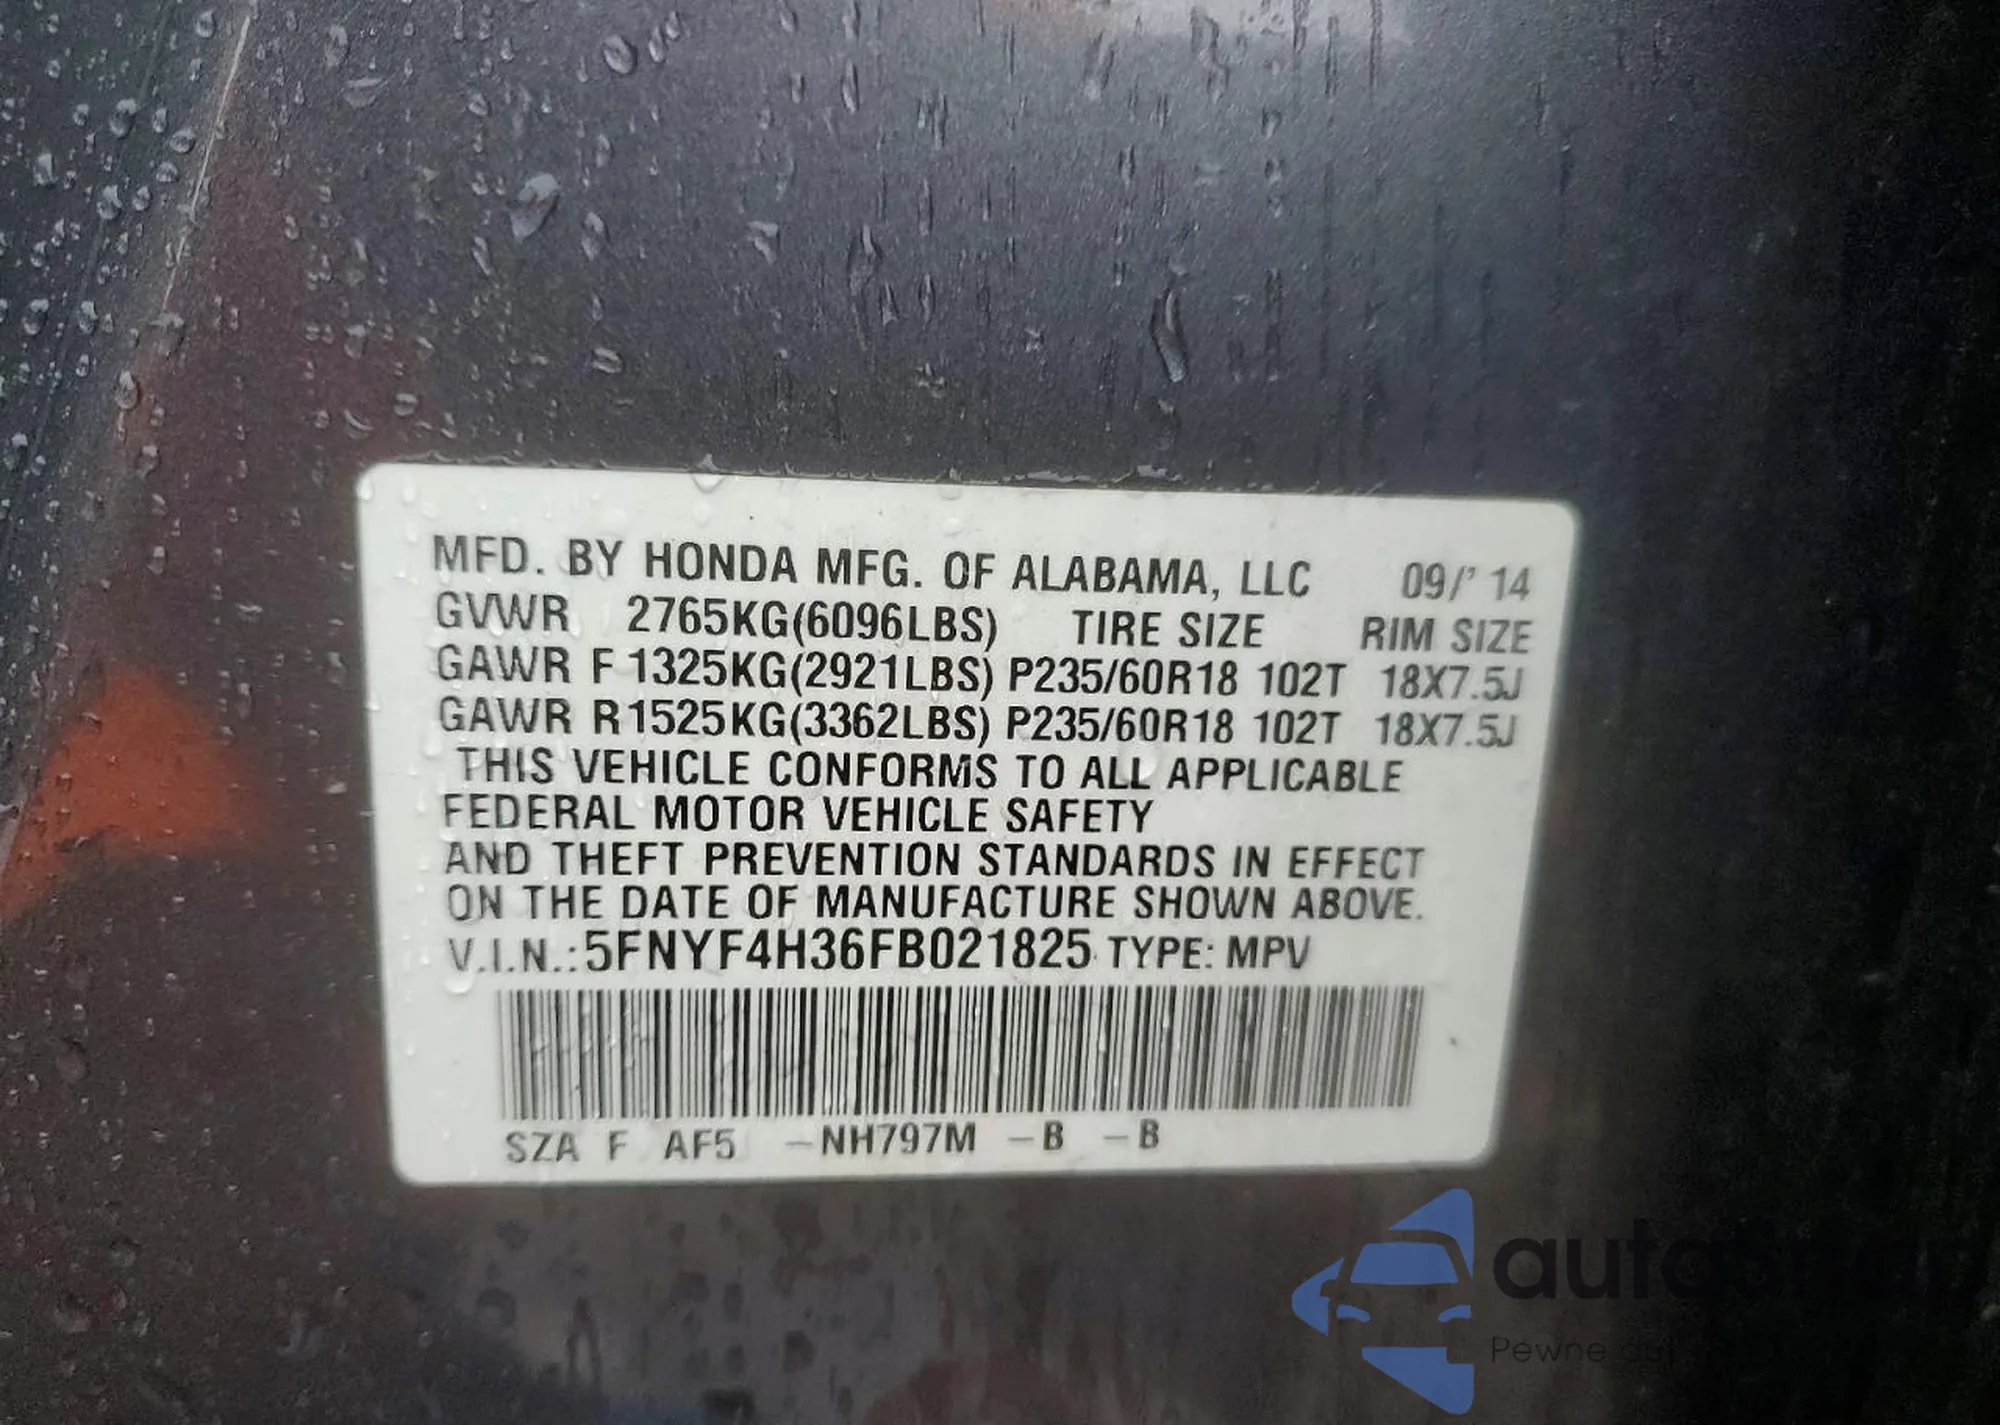 MFD. BY HONDA MFG. OF ALABAMA, LLC 09/' 14
GVWR 2765KG(6096LBS) TIRE SIZE RIM SIZE
GAWR F 1325KG(2921LBS) P235/60R18 102T 18X7.5J
GAWR R 1525KG(3362LBS) P235/60R18 102T 18X7.5J
THIS VEHICLE CONFORMS TO ALL APPLICABLE
FEDERAL MOTOR VEHICLE SAFETY
AND THEFT PREVENTION STANDARDS IN EFFECT
ON THE DATE OF MANUFACTURE SHOWN ABOVE.
V.I.N.: 5FNYF4H36FB021825 TYPE: MPV
SZA F AF5 -NH797M -B -B
autoshop
Pewne